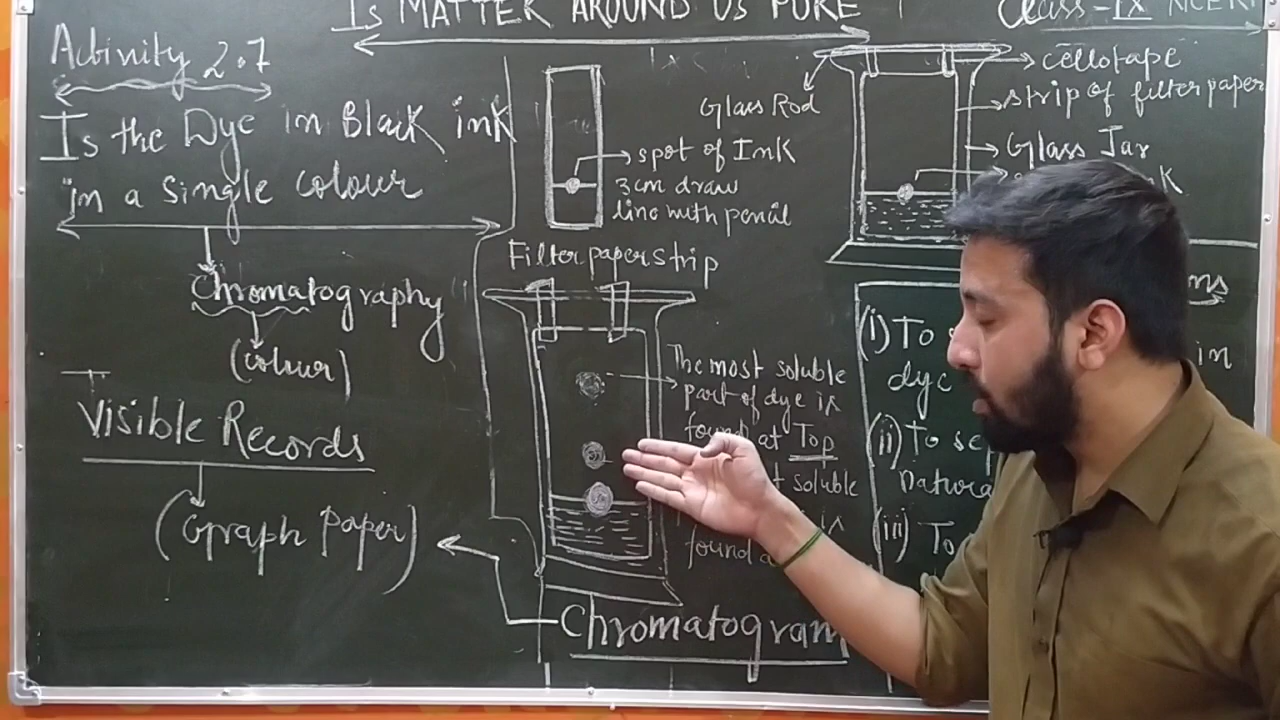 Is MATTER AROUND US PURE
Class-IX NCERT
Activity 2.7
Is the Dye in Black ink
in a single colour
Chromatography
(colour)
Visible Records
(Graph Paper)
spot of Ink
3cm draw
line with pencil
Filter paper strip
Glass Rod
cellotape
strip of filter paper
Glass Jar
The most soluble
part of dye is
found at Top
soluble
is
found a
Chromatogram
(i) To
dye
in
(ii) To sep
Natura
(iii) To